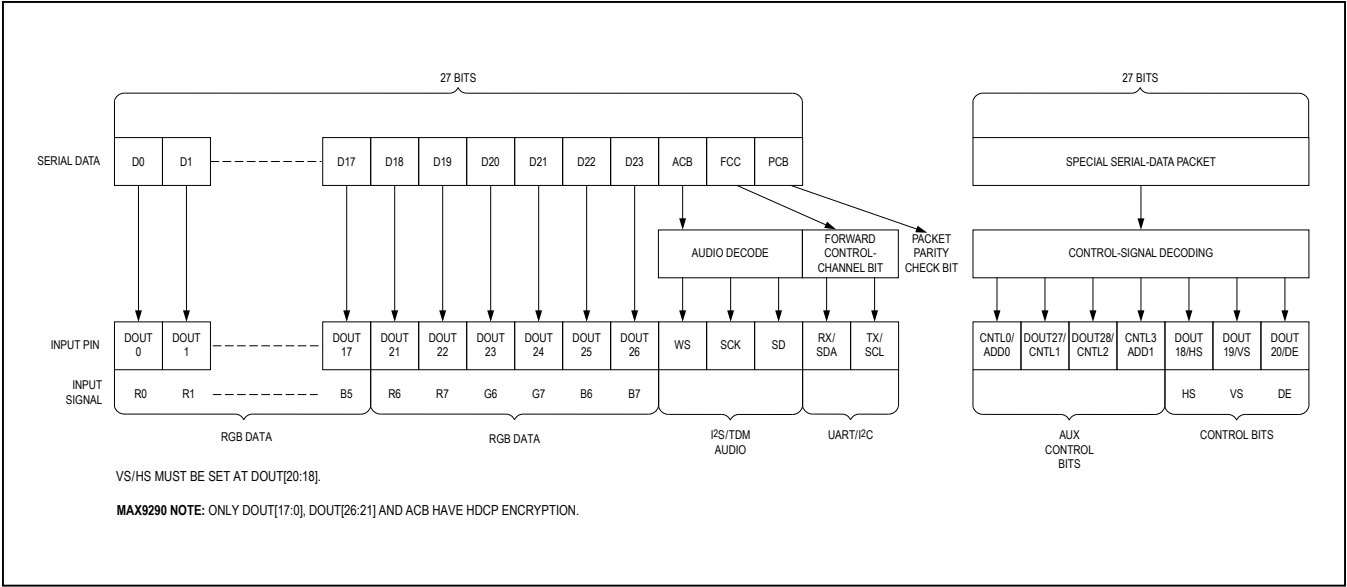 27 BITS 27 BITS
SERIAL DATA D0 D1 D17 D18 D19 D20 D21 D22 D23 ACB FCC PCB SPECIAL SERIAL-DATA PACKET
AUDIO DECODE
FORWARD
CONTROL-
CHANNEL BIT
PACKET
PARITY
CHECK BIT
CONTROL-SIGNAL DECODING
INPUT PIN
DOUT
0
DOUT
1
DOUT
17
DOUT
21
DOUT
22
DOUT
23
DOUT
24
DOUT
25
DOUT
26
WS
SCK
SD
RX/
SDA
TX/
SCL
CNTL0/
ADD0
DOUT27/
CNTL1
DOUT28/
CNTL2
CNTL3
ADD1
DOUT
18/HS
DOUT
19/VS
DOUT
20/DE
INPUT
SIGNAL
R0 R1 B5 R6 R7 G6 G7 B6 B7 HS VS DE
RGB DATA
RGB DATA
I2S/TDM
AUDIO
UART/I2C
AUX
CONTROL
BITS
CONTROL BITS
VS/HS MUST BE SET AT DOUT[20:18].
MAX9290 NOTE: ONLY DOUT[17:0], DOUT[26:21] AND ACB HAVE HDCP ENCRYPTION.